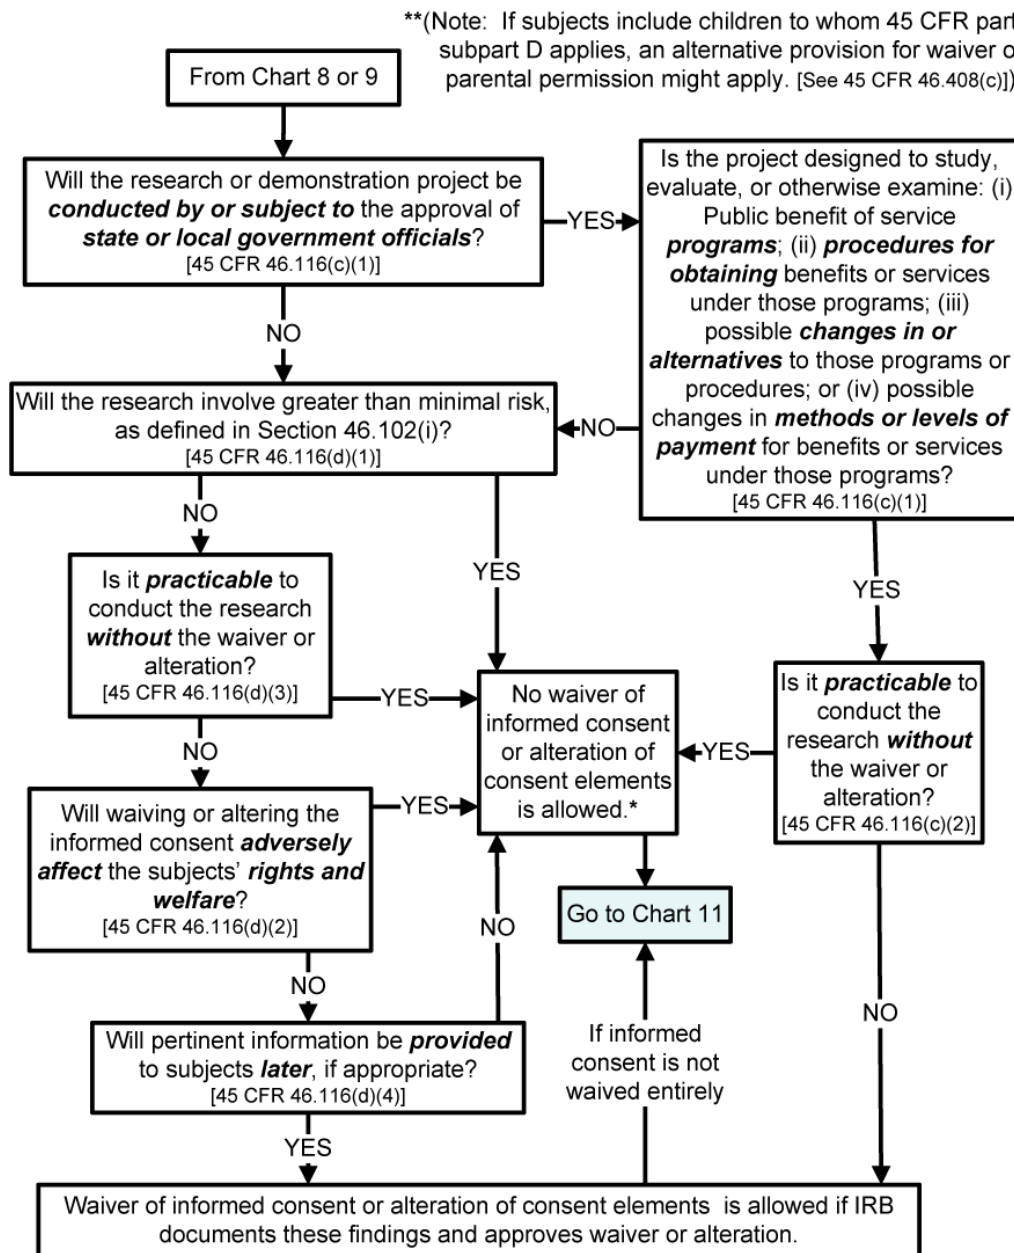 **(Note: If subjects include children to whom 45 CFR part
subpart D applies, an alternative provision for waiver o
parental permission might apply. [See 45 CFR 46.408(c)])
From Chart 8 or 9
Will the research or demonstration project be
conducted by or subject to the approval of
state or local government officials?
[45 CFR 46.116(c)(1)]
YES
Is the project designed to study,
evaluate, or otherwise examine: (i)
Public benefit of service
programs; (ii) procedures for
obtaining benefits or services
under those programs; (iii)
possible changes in or
alternatives to those programs or
procedures; or (iv) possible
changes in methods or levels of
payment for benefits or services
under those programs?
[45 CFR 46.116(c)(1)]
NO
Will the research involve greater than minimal risk,
as defined in Section 46.102(i)?
[45 CFR 46.116(d)(1)]
NO
NO
YES
YES
Is it practicable to
conduct the research
without the waiver or
alteration?
[45 CFR 46.116(d)(3)]
YES
No waiver of
informed consent
or alteration of
consent elements
is allowed.*
YES
Is it practicable to
conduct the
research without
the waiver or
alteration?
[45 CFR 46.116(c)(2)]
NO
Will waiving or altering the
informed consent adversely
affect the subjects' rights and
welfare?
[45 CFR 46.116(d)(2)]
YES
Go to Chart 11
NO
NO
NO
Will pertinent information be provided
to subjects later, if appropriate?
[45 CFR 46.116(d)(4)]
If informed
consent is not
waived entirely
YES
Waiver of informed consent or alteration of consent elements is allowed if IRB
documents these findings and approves waiver or alteration.